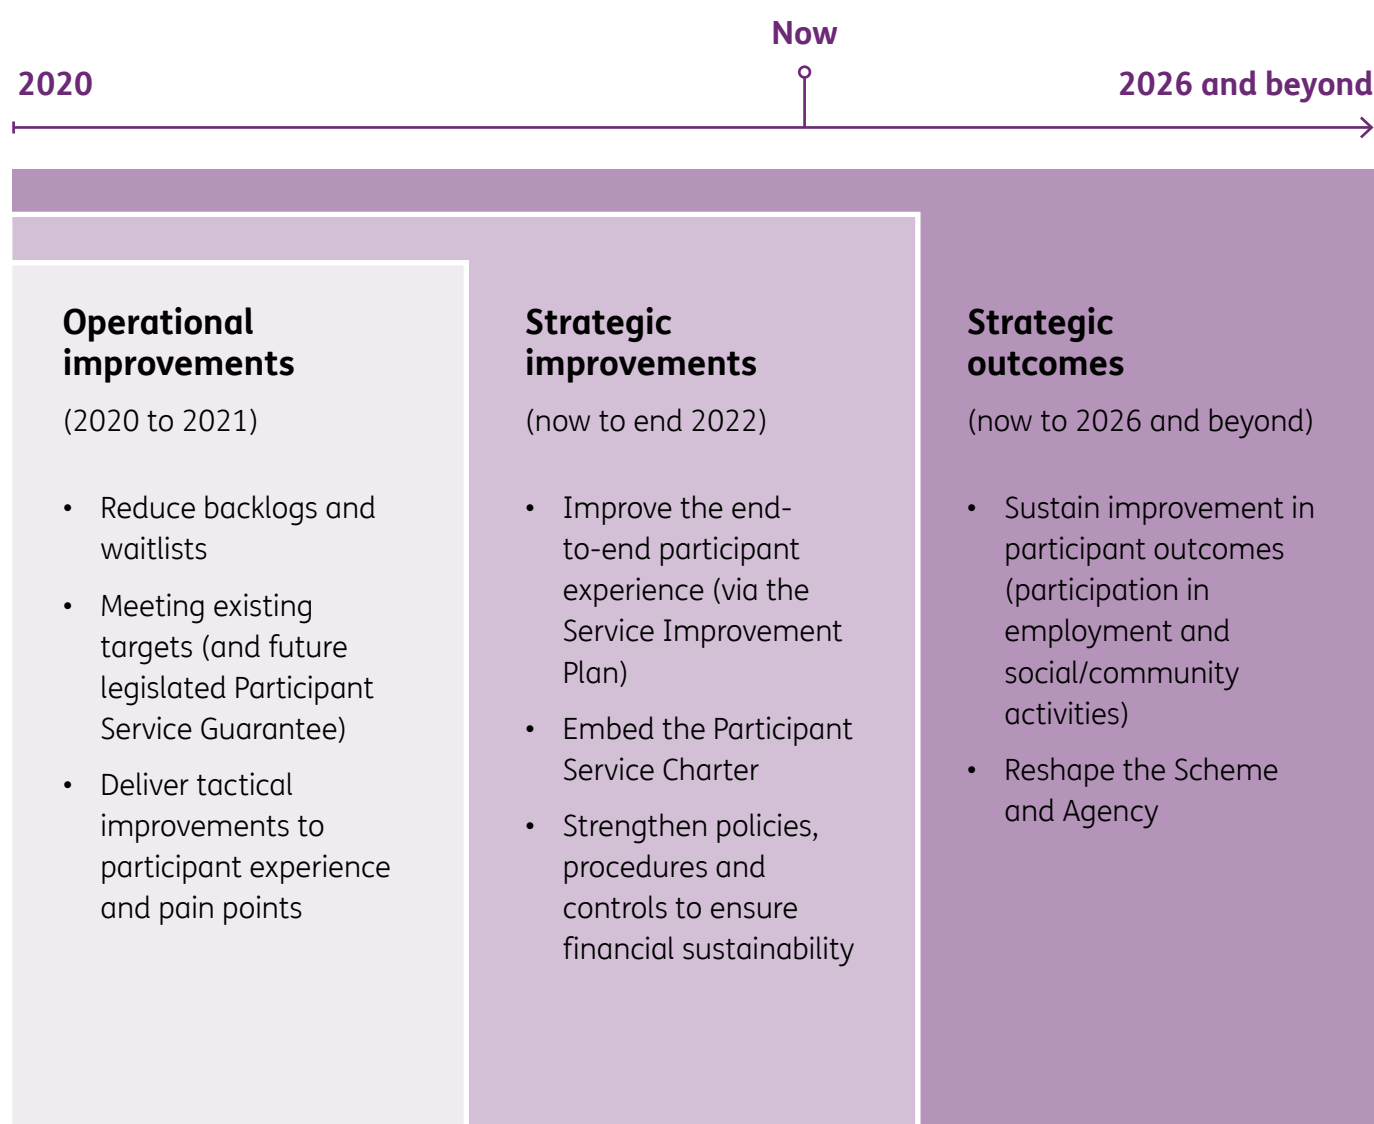 Now
2020
2026 and beyond
Operational
improvements
(2020 to 2021)
• Reduce backlogs and
waitlists
• Meeting existing
targets (and future
legislated Participant
Service Guarantee)
• Deliver tactical
improvements to
participant experience
and pain points
Strategic
improvements
(now to end 2022)
• Improve the end-
to-end participant
experience (via the
Service Improvement
Plan)
• Embed the Participant
Service Charter
• Strengthen policies,
procedures and
controls to ensure
financial sustainability
Strategic
outcomes
(now to 2026 and beyond)
• Sustain improvement in
participant outcomes
(participation in
employment and
social/community
activities)
• Reshape the Scheme
and Agency